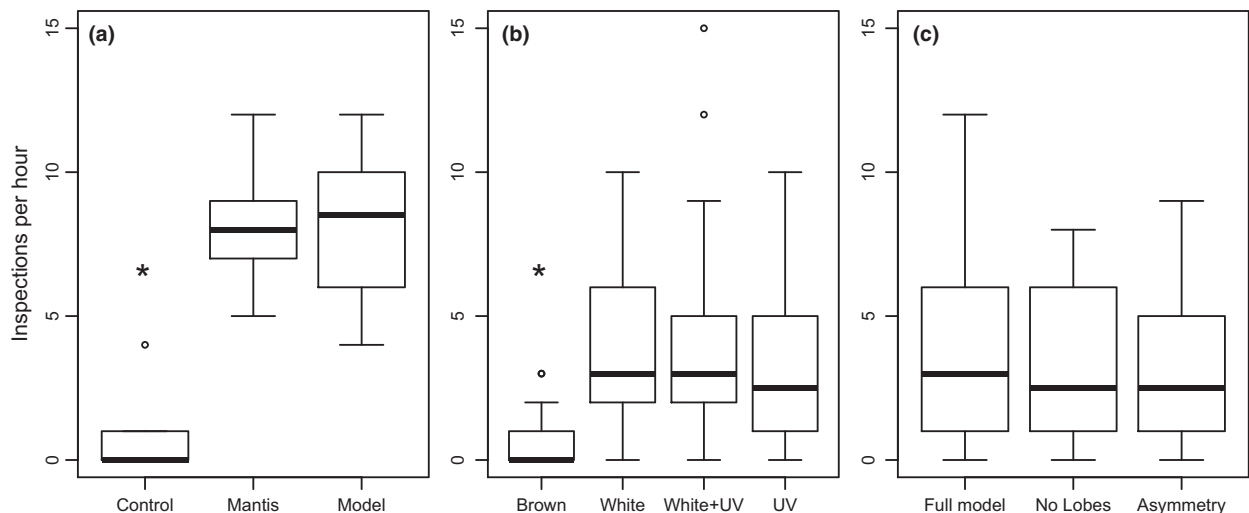 (a)
(b)
(c)
Inspections per hour
15
10
5
0
*
Control
Mantis
Model
15
10
5
0
*
Brown
White
White+UV
UV
15
10
5
0
Full model
No Lobes
Asymmetry